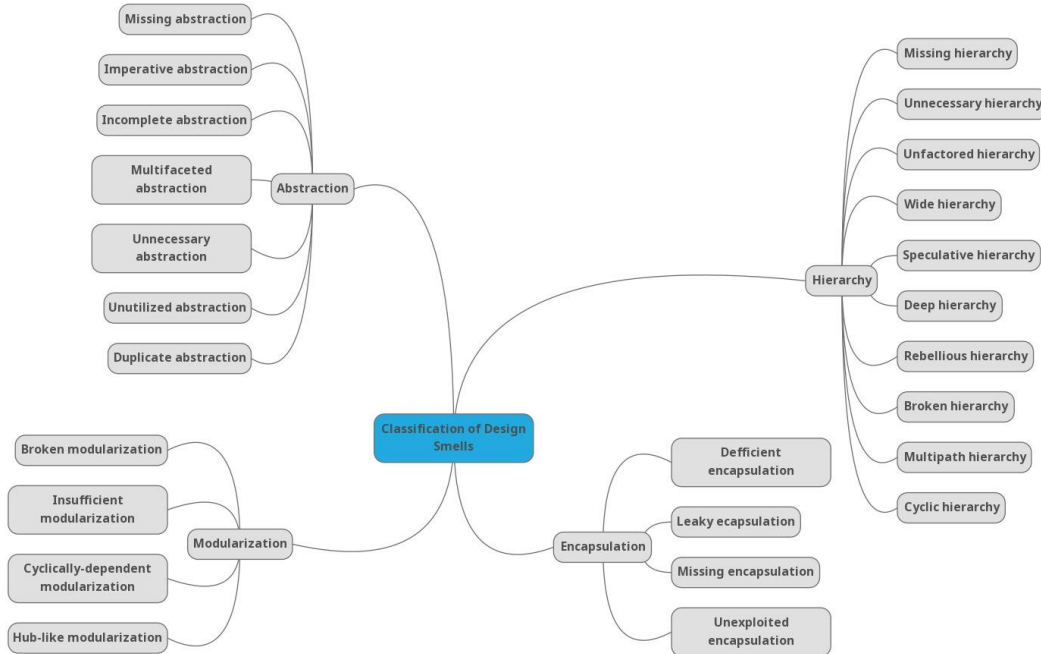 Missing abstraction
Imperative abstraction
Incomplete abstraction
Multifaceted
abstraction
Abstraction
Unnecessary
abstraction
Unutilized abstraction
Duplicate abstraction
Missing hierarchy
Unnecessary hierarchy
Unfactored hierarchy
Wide hierarchy
Speculative hierarchy
Hierarchy
Deep hierarchy
Rebellious hierarchy
Broken hierarchy
Multipath hierarchy
Cyclic hierarchy
Classification of Design
Smells
Broken modularization
Insufficient
modularization
Modularization
Cyclically-dependent
modularization
Hub-like modularization
Defficient
encapsulation
Leaky ecapsulation
Encapsulation
Missing encapsulation
Unexploited
encapsulation